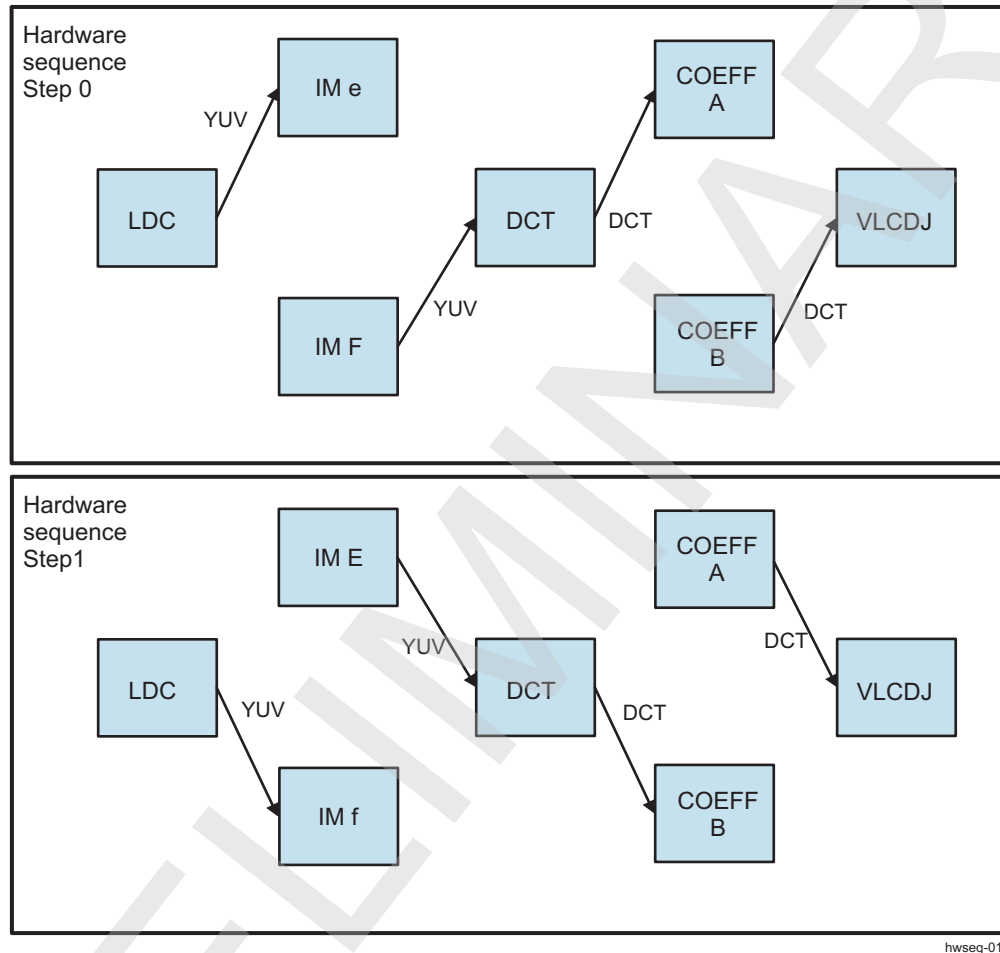 Hardware
sequence
Step 0
IM e
COEFF
A
YUV
LDC
DCT
DCT
VLCDJ
YUV
DCT
IM F
COEFF
B
Hardware
sequence
Step1
IM E
COEFF
A
YUV
DCT
LDC
YUV
DCT
DCT
VLCDJ
IM f
COEFF
B
hwseq-01